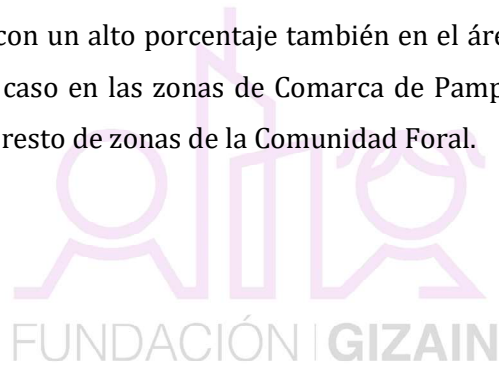 con un alto porcentaje también en el áre
caso en las zonas de Comarca de Pamp
resto de zonas de la Comunidad Foral.
FUNDACIÓN | GIZAIN